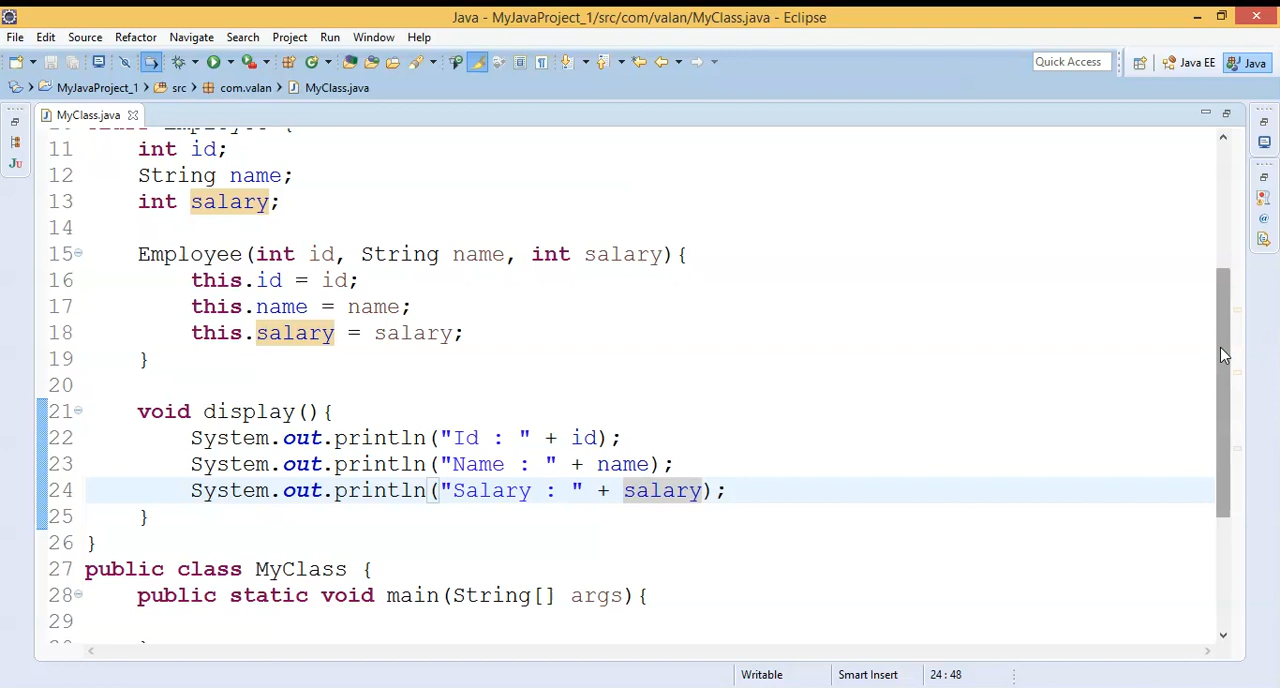 Java - MyJavaProject_1/src/com/valan/MyClass.java - Eclipse
File Edit Source Refactor Navigate Search Project Run Window Help
Quick Access Java EE Java
MyJavaProject_1 src com.valan MyClass.java
MyClass.java
11 int id;
12 String name;
13 int salary;
14
15 Employee(int id, String name, int salary){
16 this.id = id;
17 this.name = name;
18 this.salary = salary;
19 }
20
21 void display(){
22 System.out.println("Id : " + id);
23 System.out.println("Name : " + name);
24 System.out.println("Salary : " + salary);
25 }
26 }
27 public class MyClass {
28 public static void main(String[] args){
29
Writable Smart Insert 24 : 48